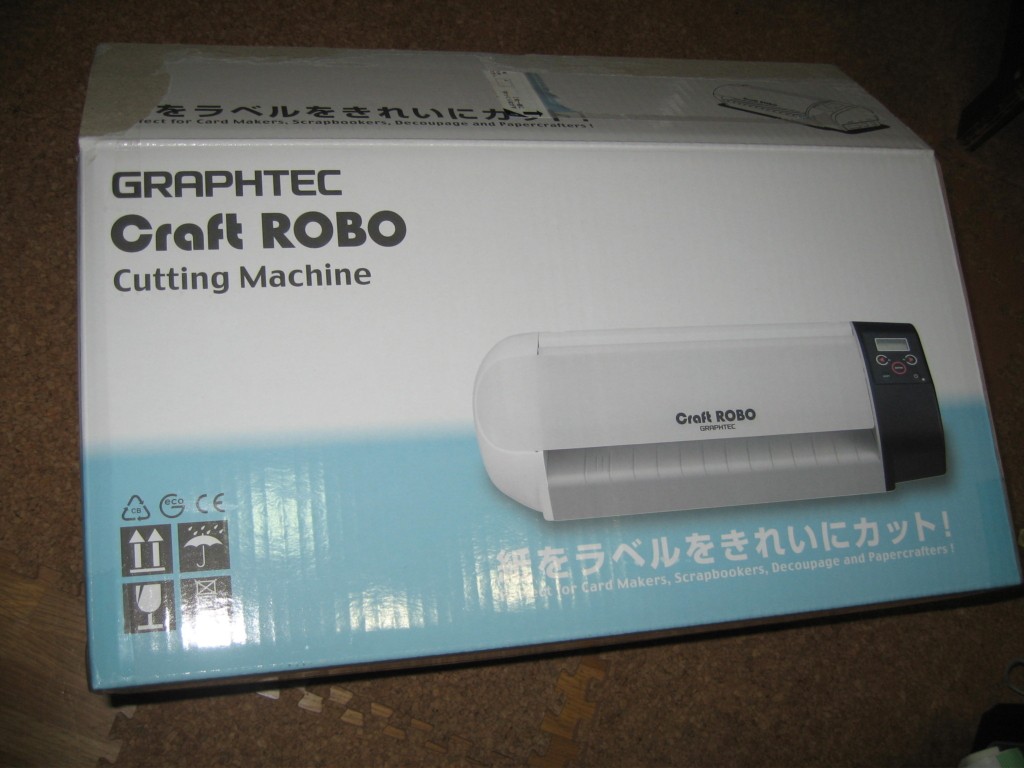 をラベルをきれいにカット!
for Card Makers, Scrapbookers, Decoupage and Papercrafters!
GRAPHTEC
Craft ROBO
Cutting Machine
Craft ROBO
GRAPHTEC
CB
eco
CE
紙をラベルをきれいにカット!
for Card Makers, Scrapbookers, Decoupage and Papercrafters!